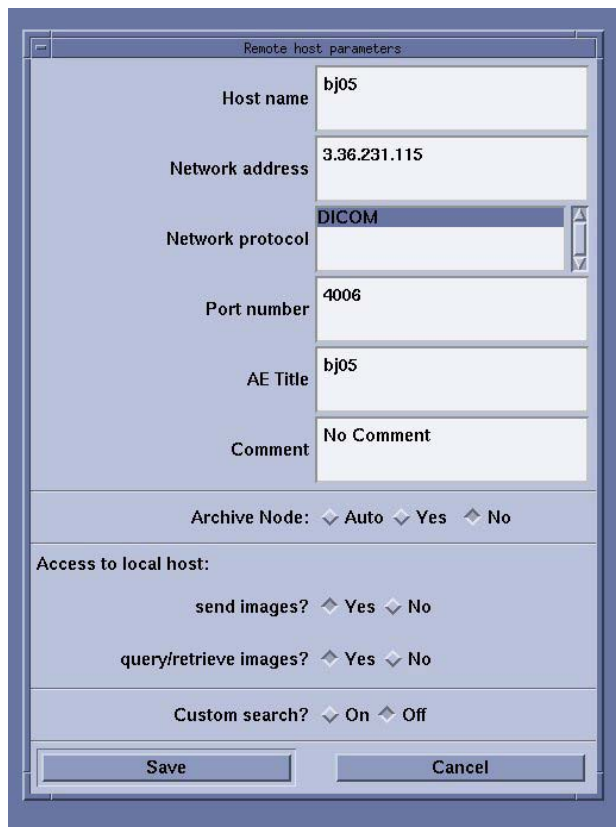 Remote host parameters
Host name bj05
Network address 3.36.231.115
Network protocol DICOM
Port number 4006
AE Title bj05
Comment No Comment
Archive Node: Auto Yes No
Access to local host:
send images? Yes No
query/retrieve images? Yes No
Custom search? On Off
Save Cancel